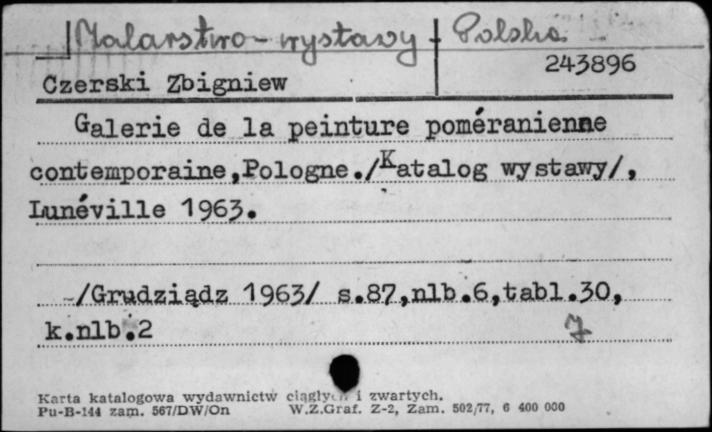 Malarstwo - wystawy Polska
243896
Czerski Zbigniew
Galerie de la peinture poméranienne
contemporaine,Pologne./Katalog wystawy/,
Lunéville 1963.
-/Grudziądz 1963/ s.87,nlb.6,tabl.30,
k.nlb.2
7
Karta katalogowa wydawnictw ciągłych i zwartych.
Pu-B-144 zam. 567/DW/On W.Z.Graf. Z-2, Zam. 502/77, 6 400 000